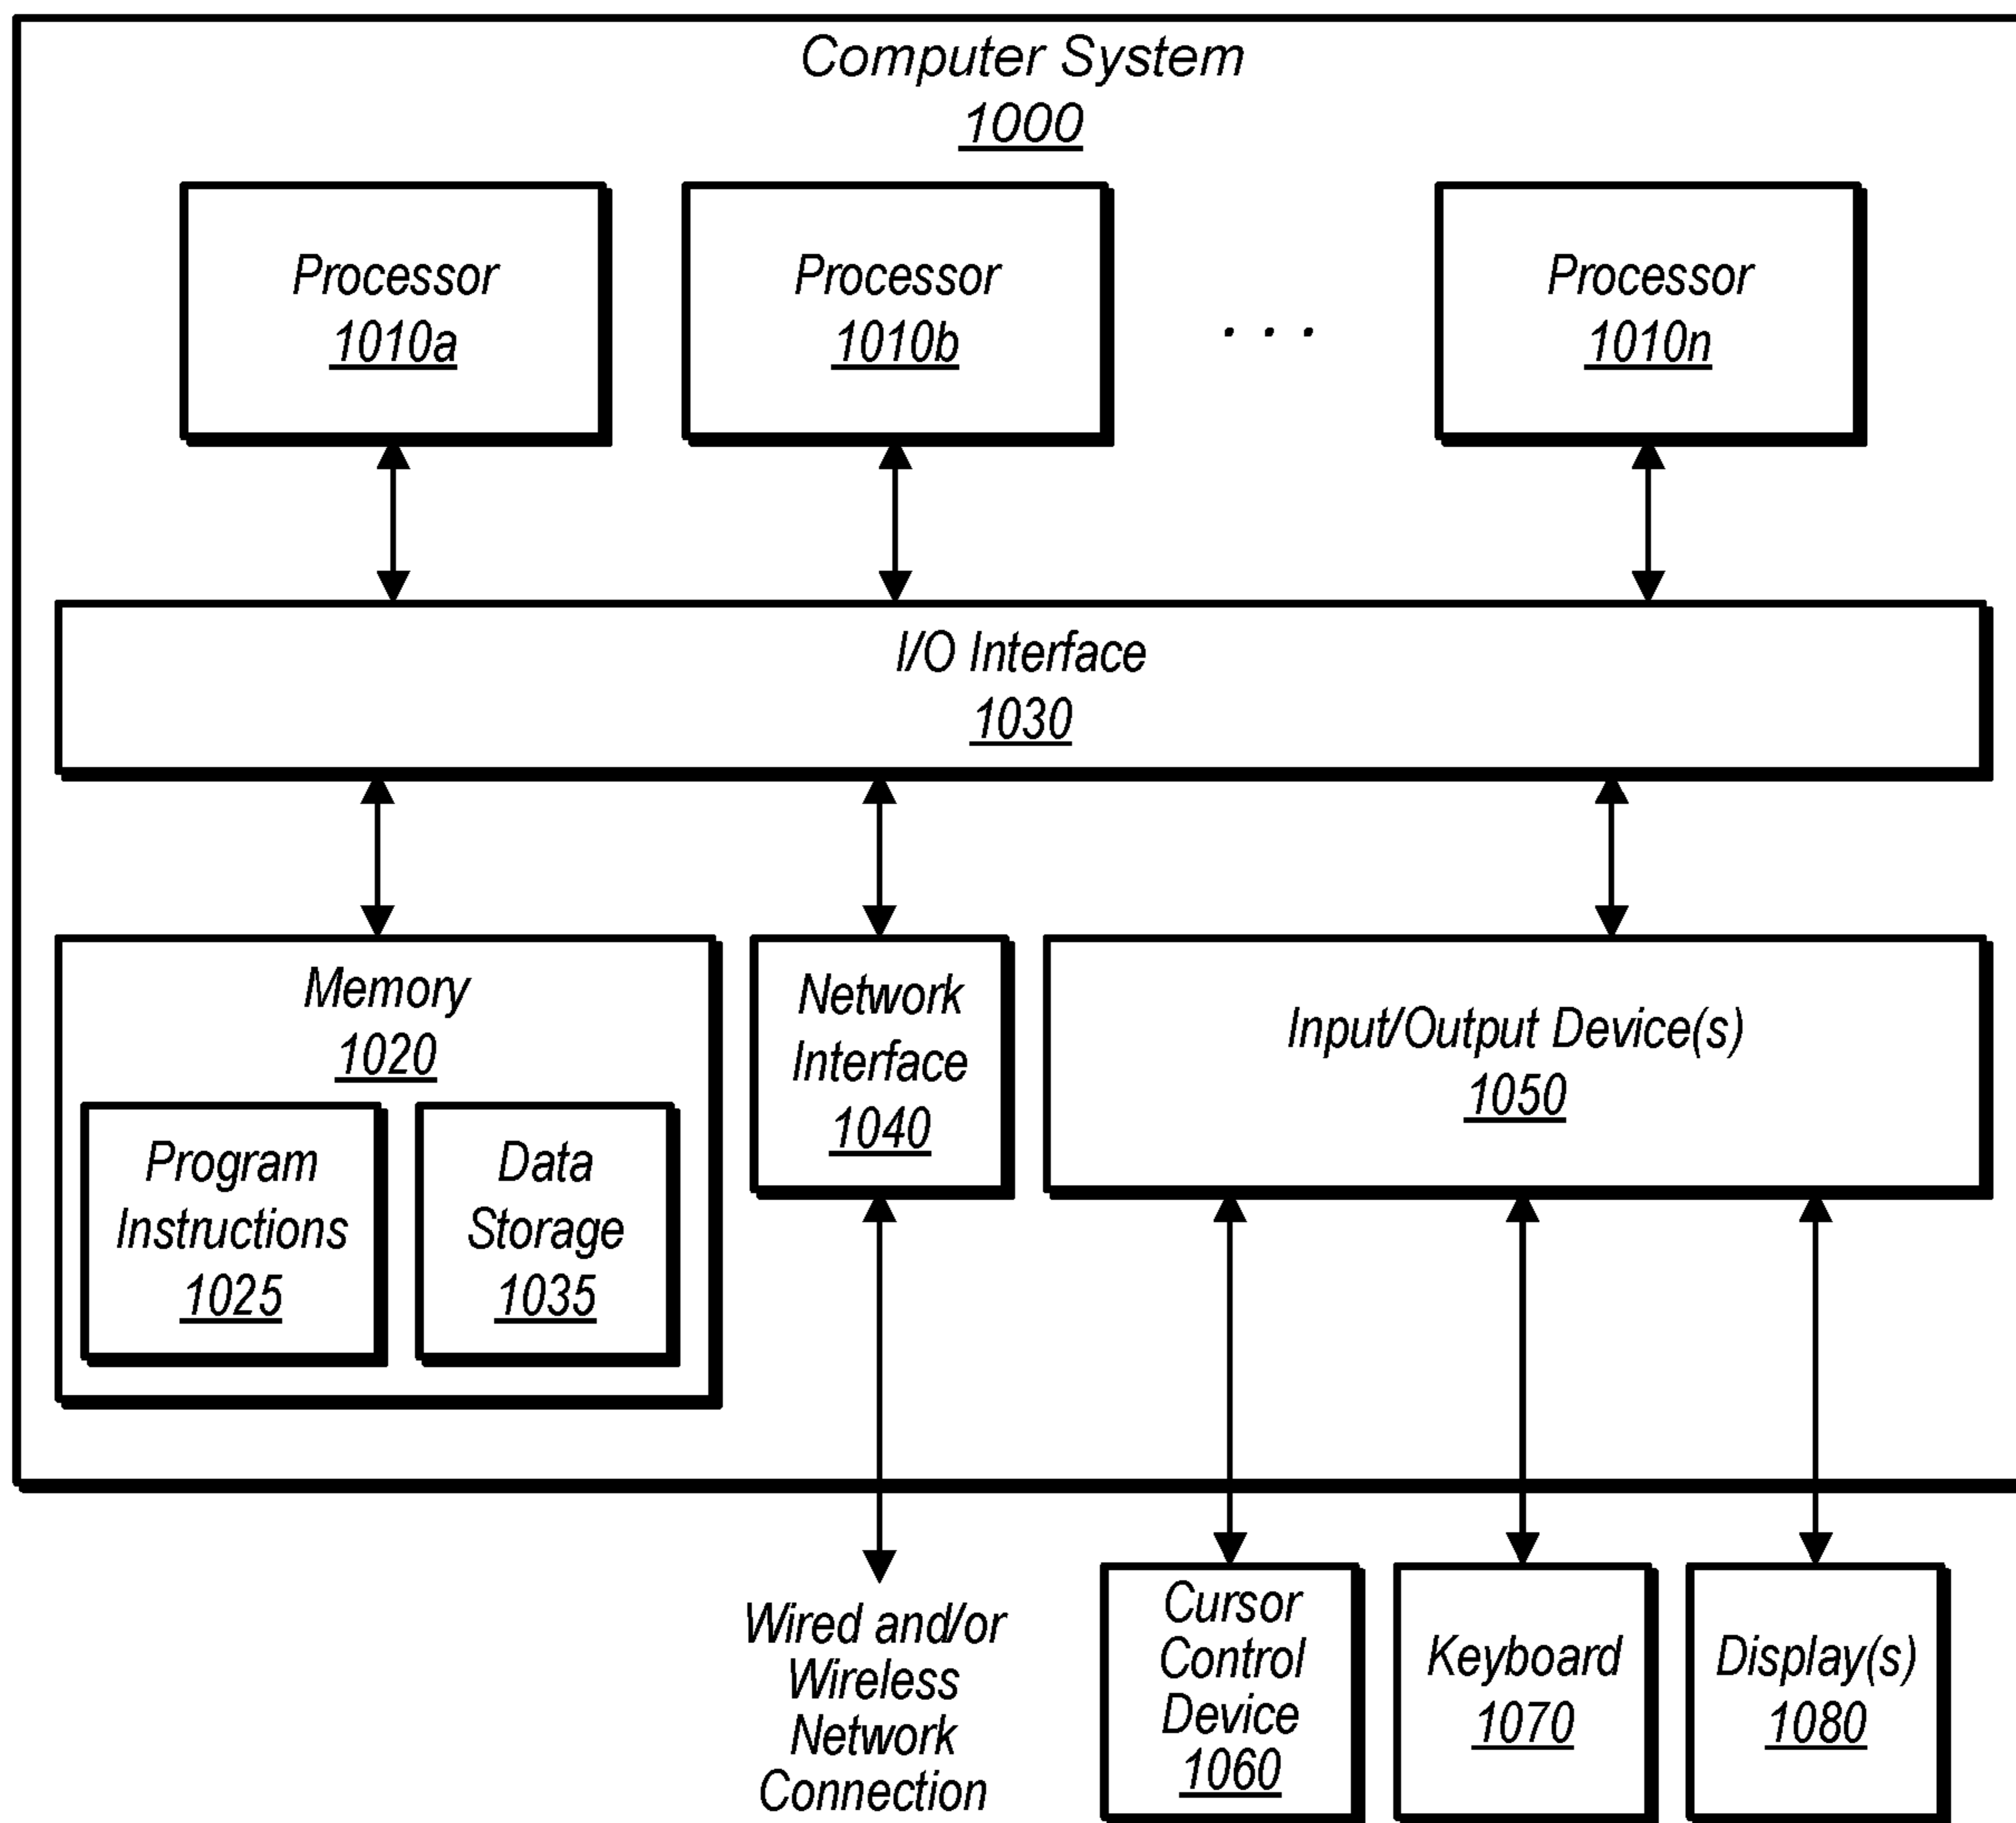 Computer System
1000
Processor
1010a
Processor
1010b
. . .
Processor
1010n
I/O Interface
1030
Memory
1020
Program
Instructions
1025
Data
Storage
1035
Network
Interface
1040
Input/Output Device(s)
1050
Wired and/or
Wireless
Network
Connection
Cursor
Control
Device
1060
Keyboard
1070
Display(s)
1080